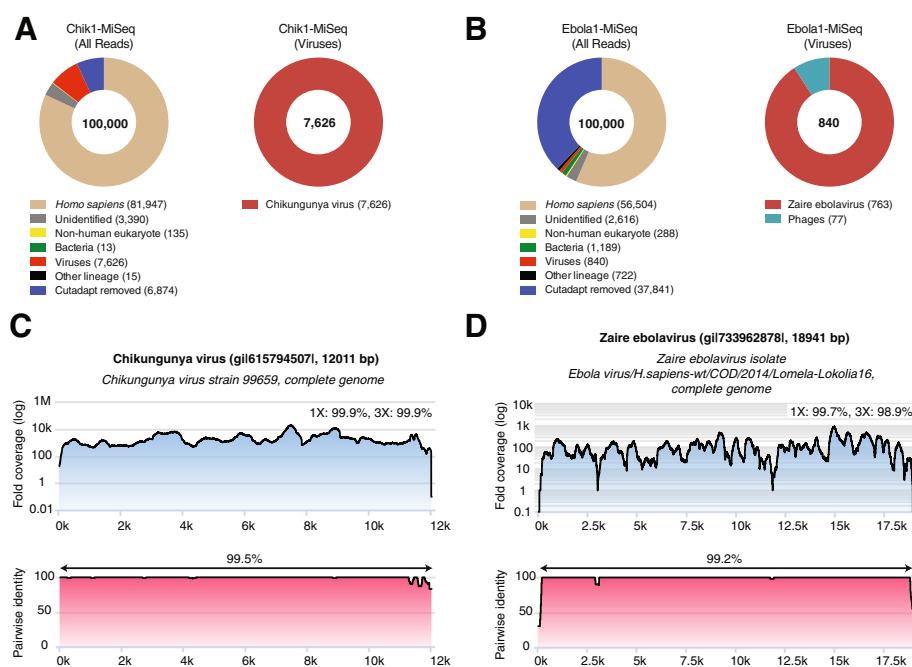 A
Chik1-MiSeq
(All Reads)
100,000
Chik1-MiSeq
(Viruses)
7,626
Homo sapiens (81,947)
Unidentified (3,390)
Non-human eukaryote (135)
Bacteria (13)
Viruses (7,626)
Other lineage (15)
Cutadapt removed (6,874)
Chikungunya virus (7,626)
B
Ebola1-MiSeq
(All Reads)
100,000
Ebola1-MiSeq
(Viruses)
840
Homo sapiens (56,504)
Unidentified (2,616)
Non-human eukaryote (288)
Bacteria (1,189)
Viruses (840)
Other lineage (722)
Cutadapt removed (37,841)
Zaire ebolavirus (763)
Phages (77)
C
Chikungunya virus (gi|615794507|, 12011 bp)
Chikungunya virus strain 99659, complete genome
Fold coverage (log)
1M
10k
100
1
0.01
1X: 99.9%, 3X: 99.9%
0k 2k 4k 6k 8k 10k 12k
99.5%
Pairwise identity
100
50
0
0k 2k 4k 6k 8k 10k 12k
D
Zaire ebolavirus (gi|733962878|, 18941 bp)
Zaire ebolavirus isolate
Ebola virus/H.sapiens-wt/COD/2014/Lomela-Lokolia16,
complete genome
Fold coverage (log)
10k
1k
100
10
1
0.1
1X: 99.7%, 3X: 98.9%
0k 2.5k 5k 7.5k 10k 12.5k 15k 17.5k
99.2%
Pairwise identity
100
50
0
0k 2.5k 5k 7.5k 10k 12.5k 15k 17.5k